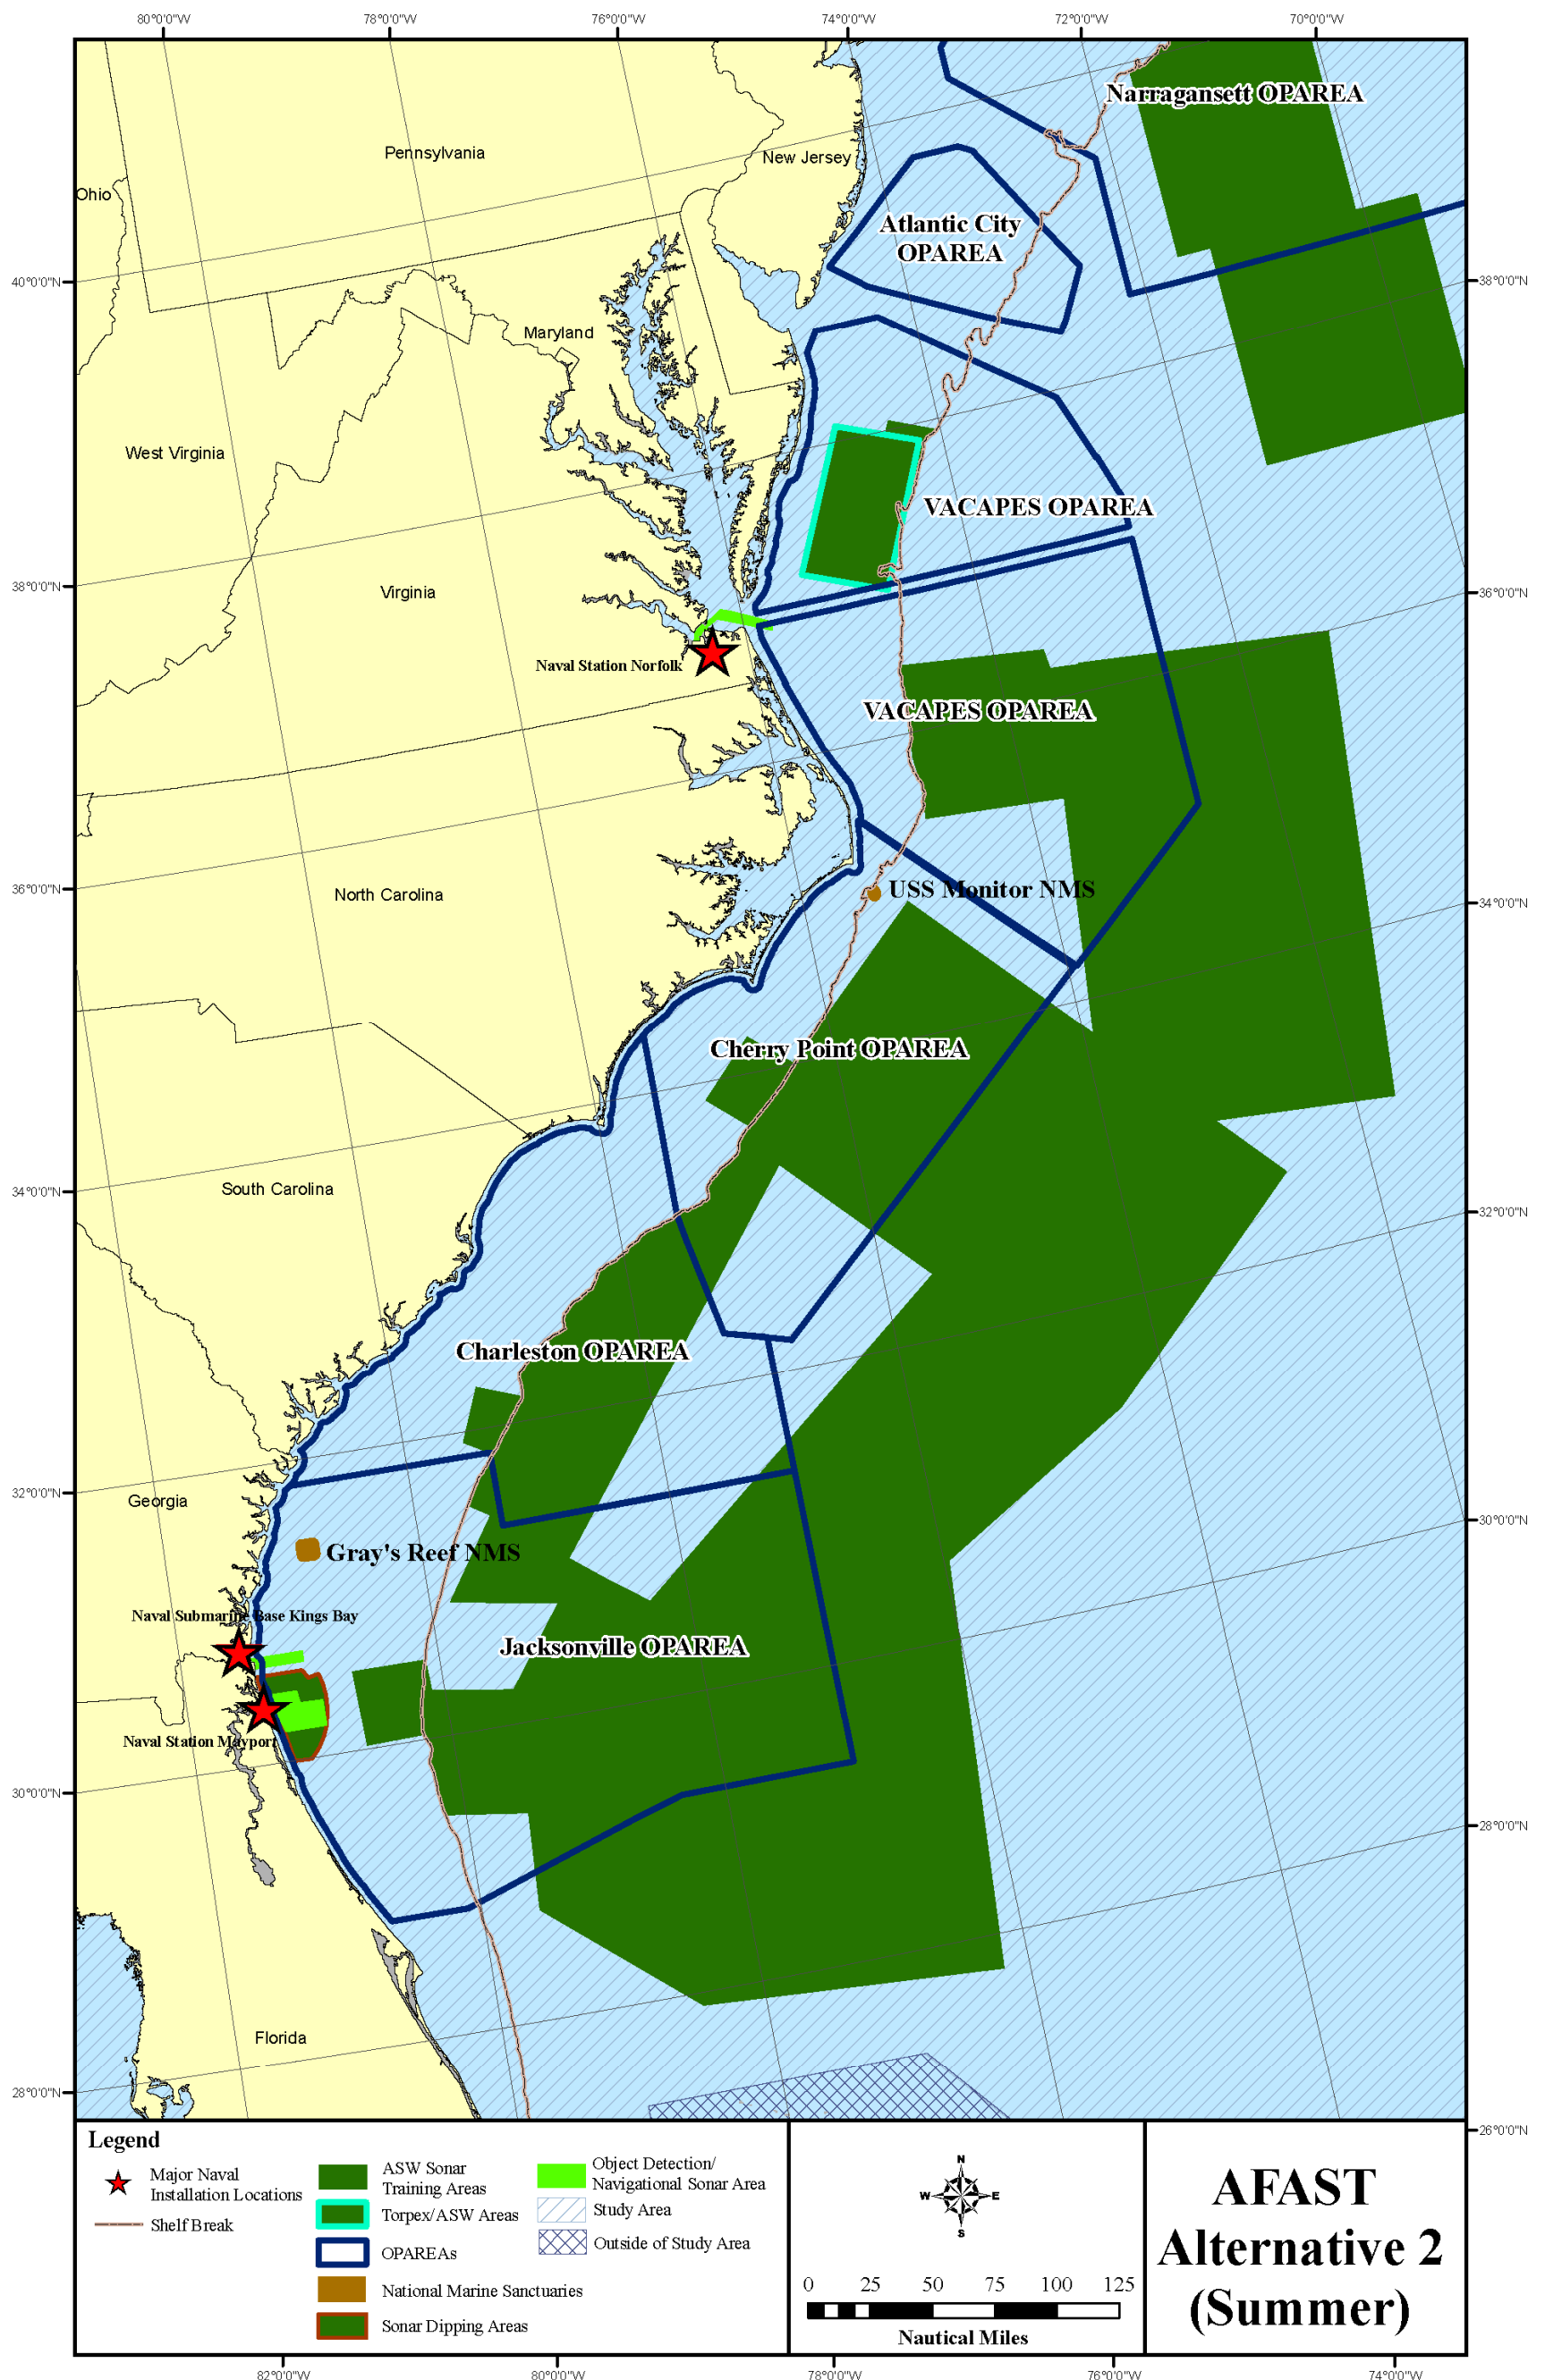 80°0'0"W
78°0'0"W
76°0'0"W
74°0'0"W
72°0'0"W
70°0'0"W
Narragansett OPAREA
Pennsylvania
New Jersey
Ohio
Atlantic City
OPAREA
40°0'0"N
38°0'0"N
Maryland
West Virginia
VACAPES OPAREA
38°0'0"N
36°0'0"N
Virginia
Naval Station Norfolk
VACAPES OPAREA
36°0'0"N
USS Monitor NMS
34°0'0"N
North Carolina
Cherry Point OPAREA
34°0'0"N
South Carolina
32°0'0"N
Charleston OPAREA
32°0'0"N
Georgia
30°0'0"N
Gray's Reef NMS
Naval Submarine Base Kings Bay
Jacksonville OPAREA
Naval Station Mayport
30°0'0"N
28°0'0"N
Florida
28°0'0"N
26°0'0"N
Legend
Major Naval
Installation Locations
Shelf Break
ASW Sonar
Training Areas
Torpex/ASW Areas
OPAREAs
National Marine Sanctuaries
Sonar Dipping Areas
Object Detection/
Navigational Sonar Area
Study Area
Outside of Study Area
N
W
E
S
0 25 50 75 100 125
Nautical Miles
AFAST
Alternative 2
(Summer)
82°0'0"W
80°0'0"W
78°0'0"W
76°0'0"W
74°0'0"W